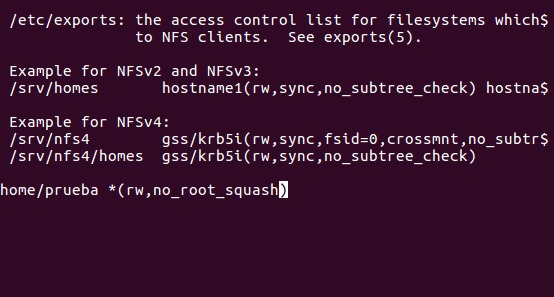 /etc/exports: the access control list for filesystems which$
to NFS clients. See exports(5).
Example for NFSv2 and NFSv3:
/srv/homes hostname1(rw,sync,no_subtree_check) hostna$
Example for NFSv4:
/srv/nfs4 gss/krb5i(rw,sync,fsid=0,crossmnt,no_subtr$
/srv/nfs4/homes gss/krb5i(rw,sync,no_subtree_check)
home/prueba *(rw,no_root_squash)